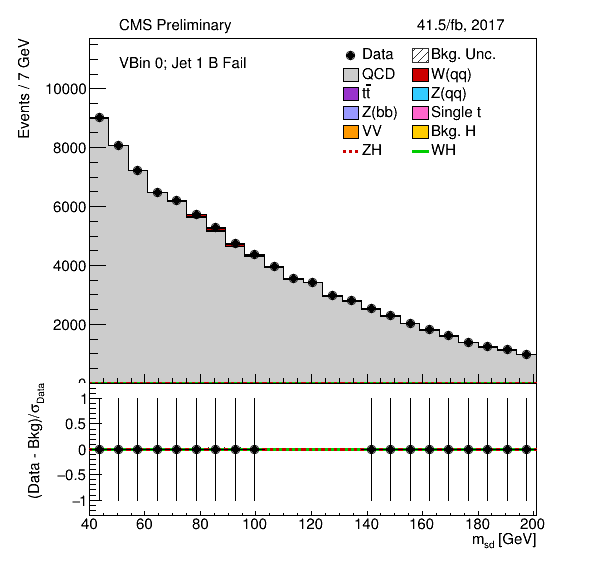 CMS Preliminary
41.5/fb, 2017
Events / 7 GeV
VBin 0; Jet 1 B Fail
Data
Bkg. Unc.
QCD
W(qq)
tt̄
Z(qq)
Z(bb)
Single t
VV
Bkg. H
ZH
WH
10000
8000
6000
4000
2000
0
(Data - Bkg)/σData
1
0.5
0
−0.5
−1
40 60 80 100 120 140 160 180 200
msd [GeV]